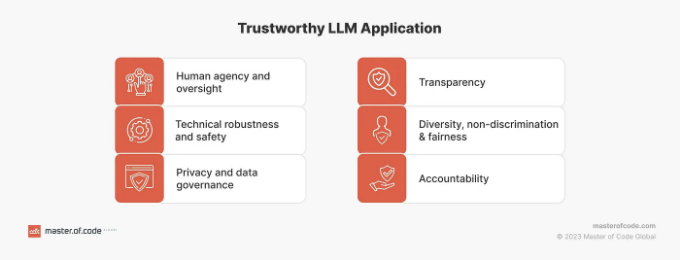 Trustworthy LLM Application
Human agency and
oversight
Technical robustness
and safety
Privacy and data
governance
Transparency
Diversity, non-discrimination
& fairness
Accountability
master.of.code
masterofcode.com
© 2023 Master of Code Global